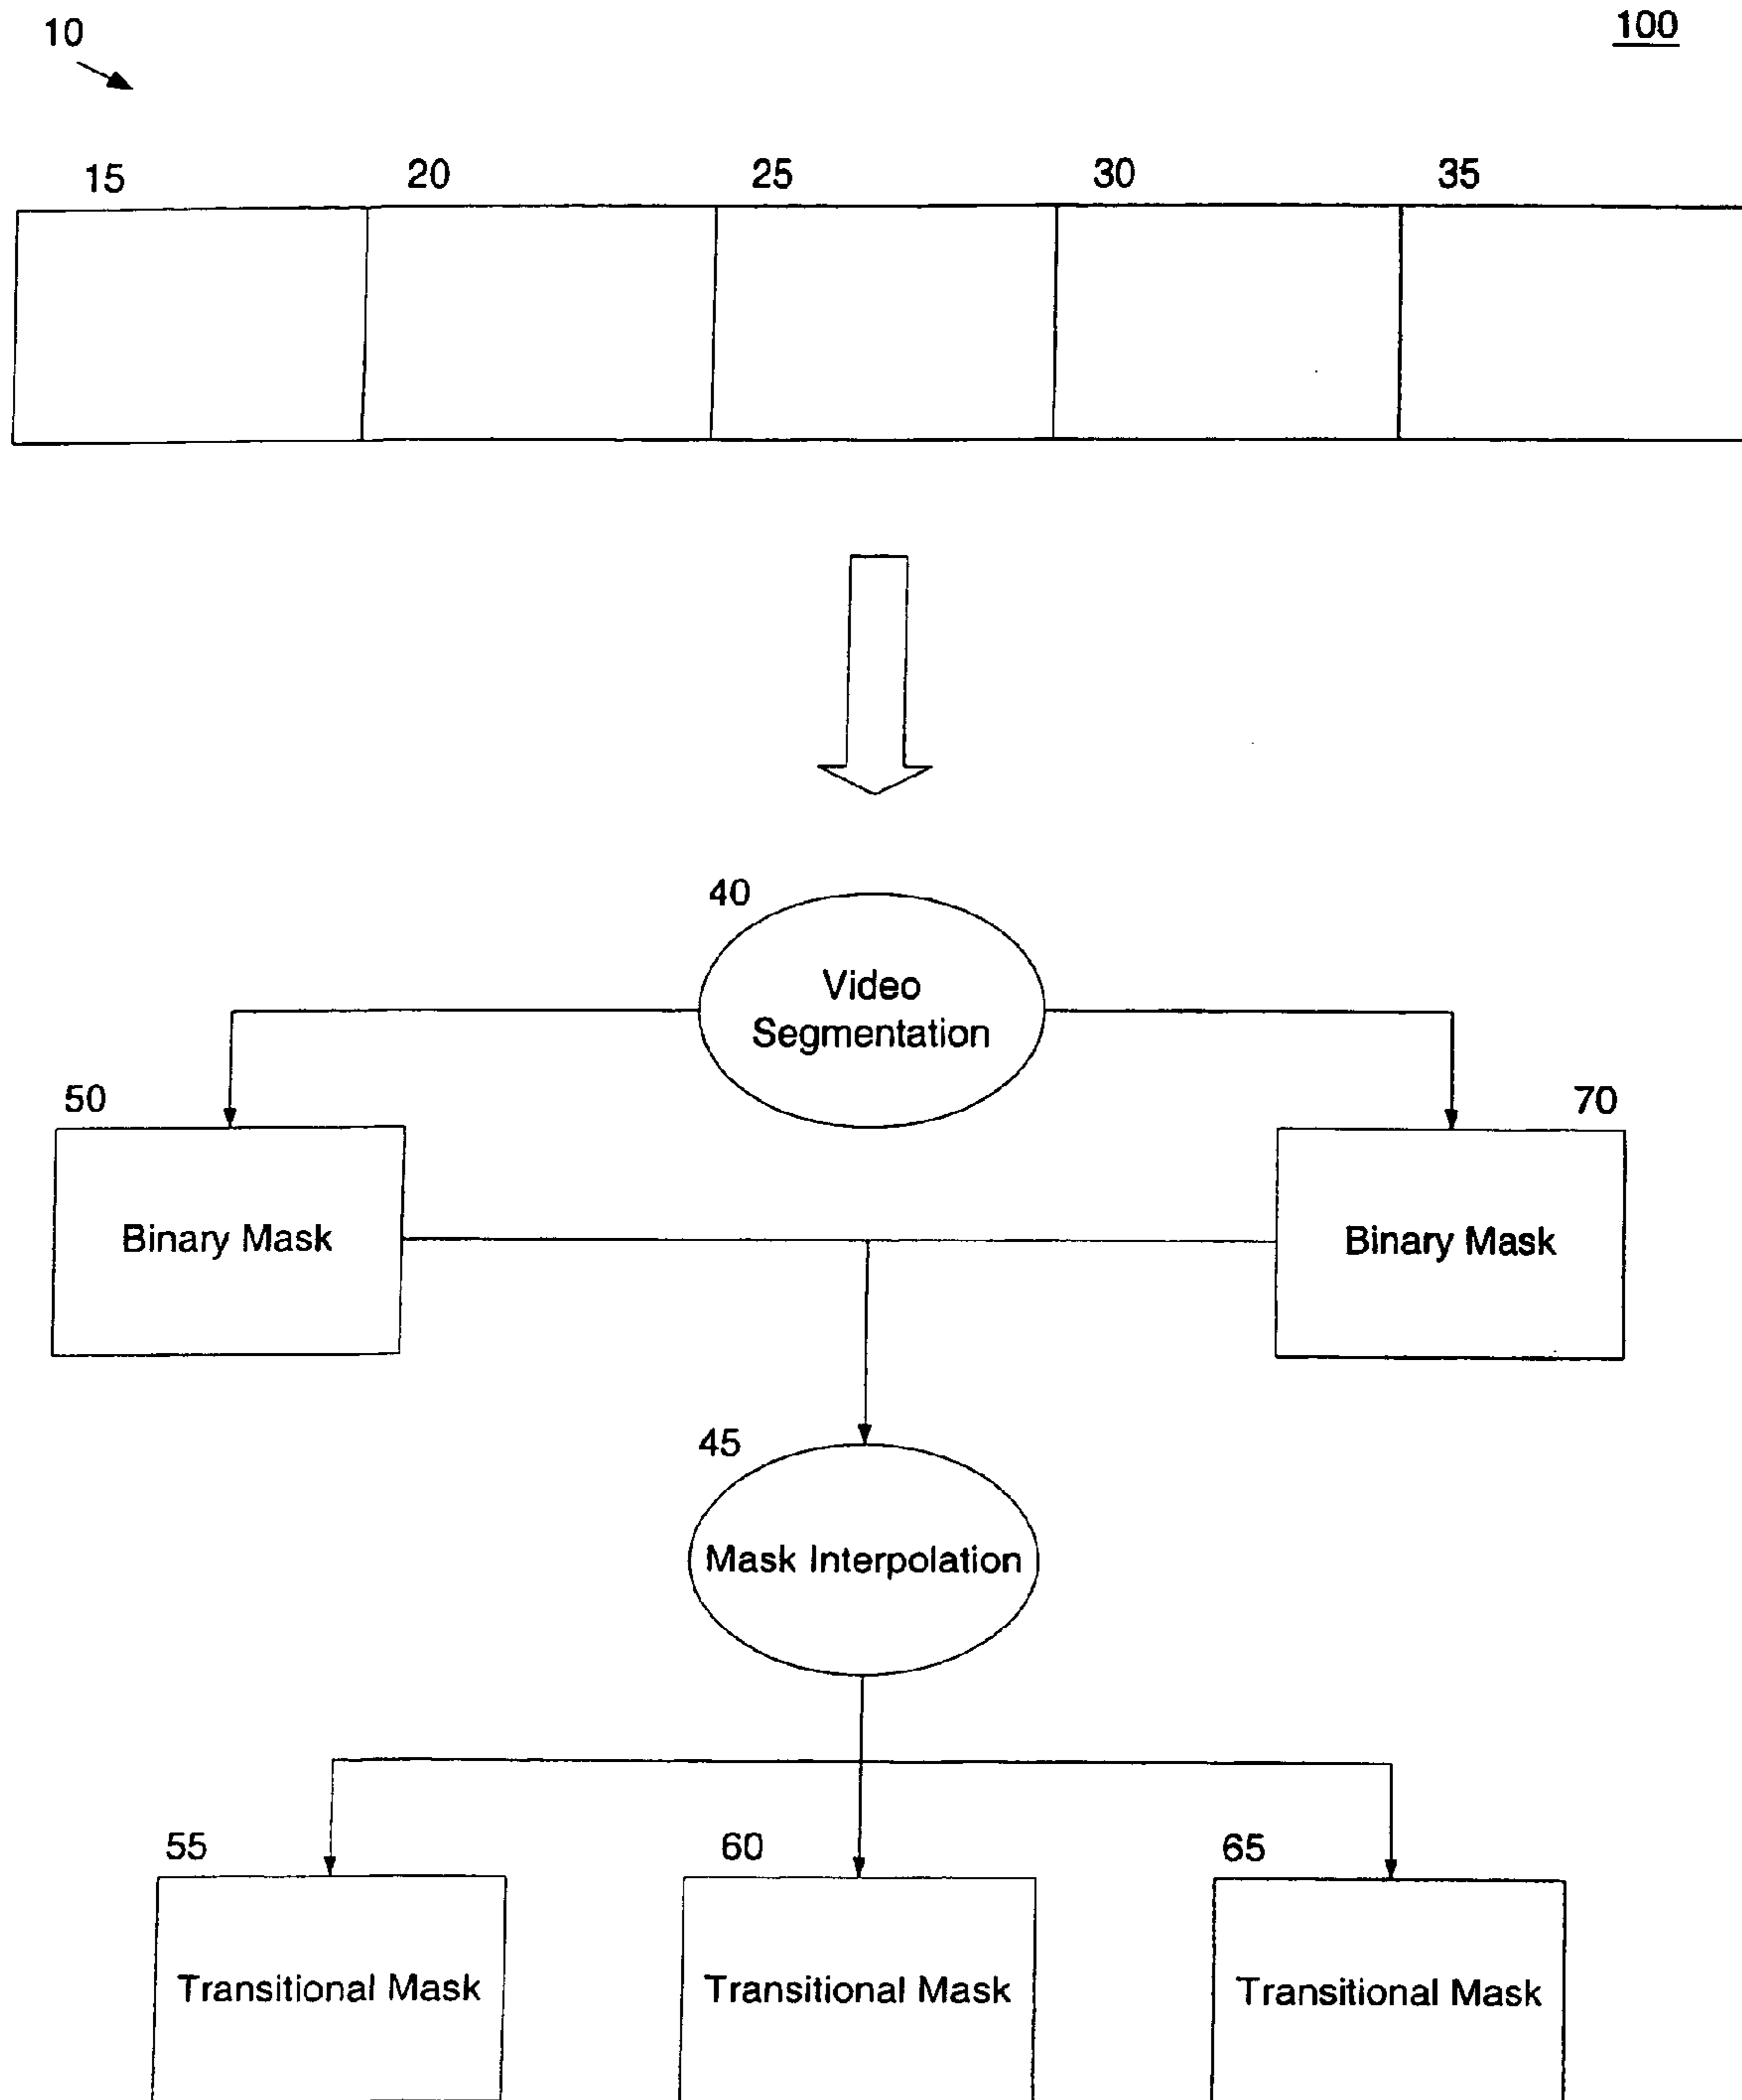 10
100
15
20
25
30
35
40
Video
Segmentation
50
70
Binary Mask
Binary Mask
45
Mask Interpolation
55
60
65
Transitional Mask
Transitional Mask
Transitional Mask